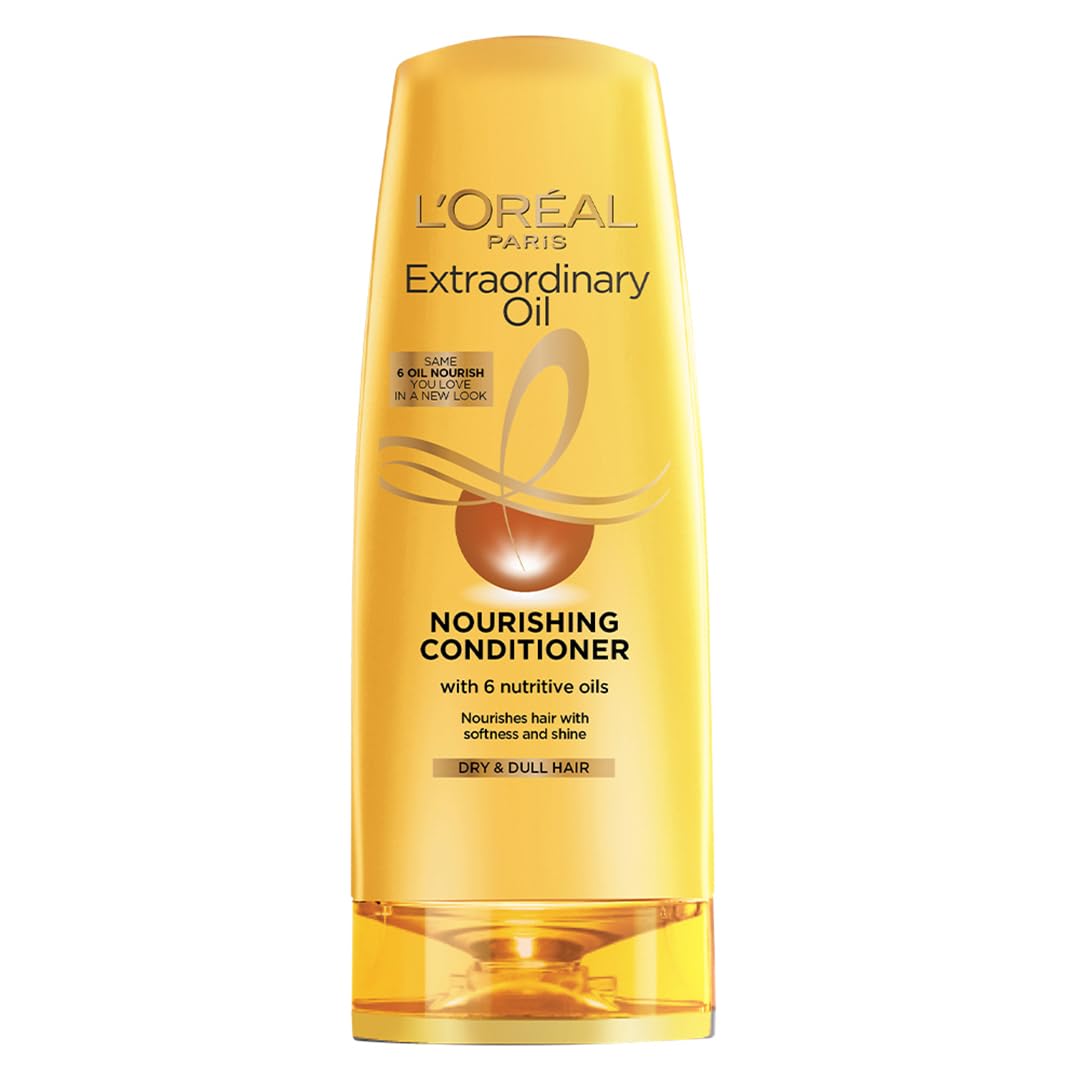 L'ORÉAL
PARiS
Extraordinary
Oil
SAME
6 OIL NOURISH
YOU LOVE
IN A NEW LOOK
NOURISHING
CONDITIONER
with 6 nutritive oils
Nourishes hair with
softness and shine
DRY & DULL HAIR